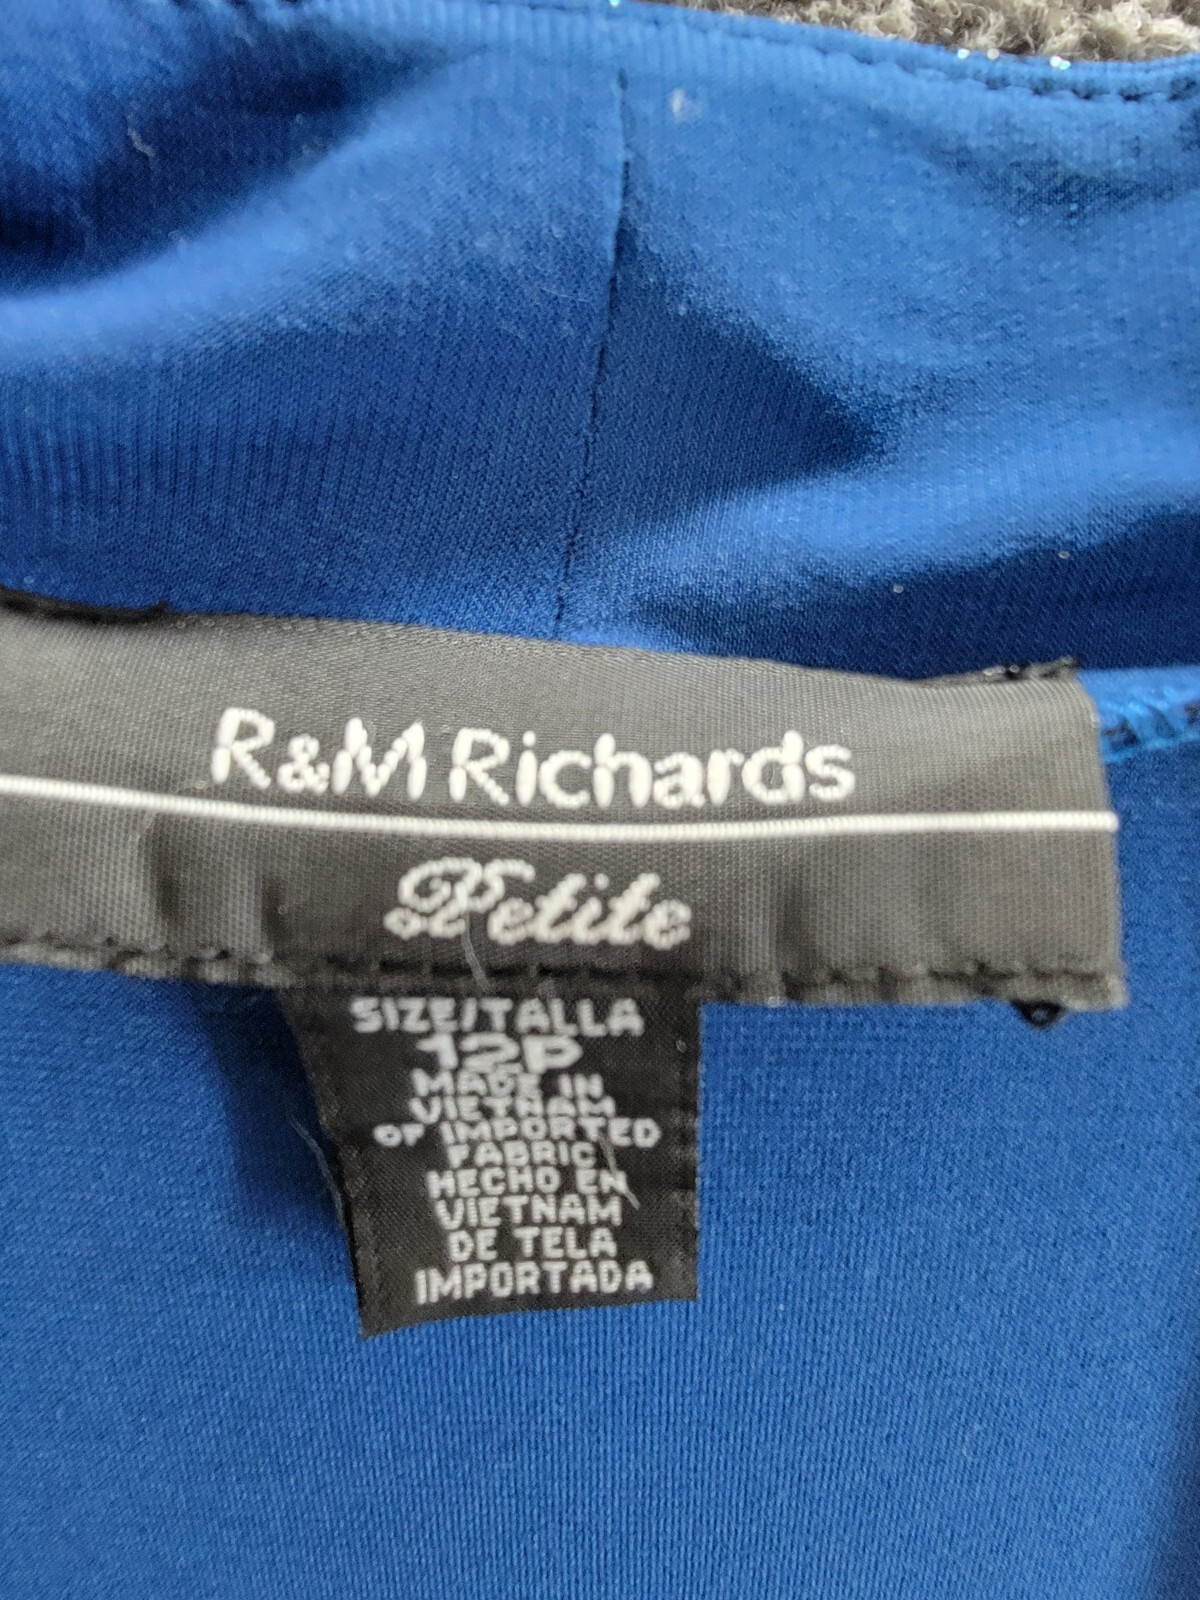 R&M Richards
Petite
SIZE/TALLA
12P
MADE IN
VIETNAM
OF IMPORTED
FABRIC
HECHO EN
VIETNAM
DE TELA
IMPORTADA